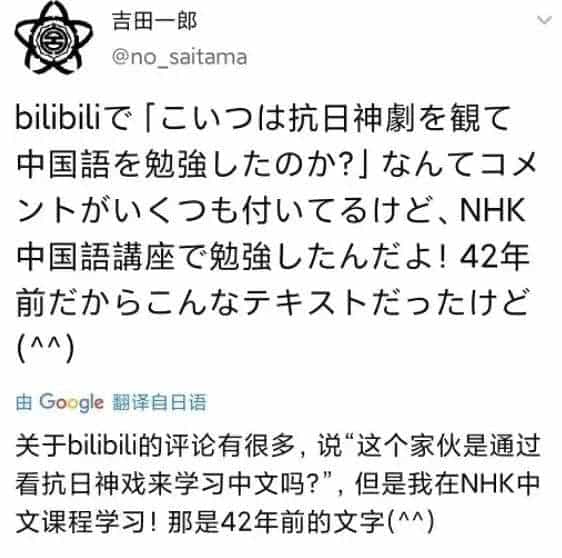 吉田一郎
@no_saitama
bilibiliで「こいつは抗日神劇を観て
中国語を勉強したのか?」なんてコメ
ントがいくつも付いてるけど、NHK
中国語講座で勉強したんだよ! 42年
前だからこんなテキストだったけど
(^^)
由 Google 翻译自日语
关于bilibili的评论有很多，说“这个家伙是通过
看抗日神戏来学习中文吗?”，但是我在NHK中
文课程学习! 那是42年前的文字(^^)